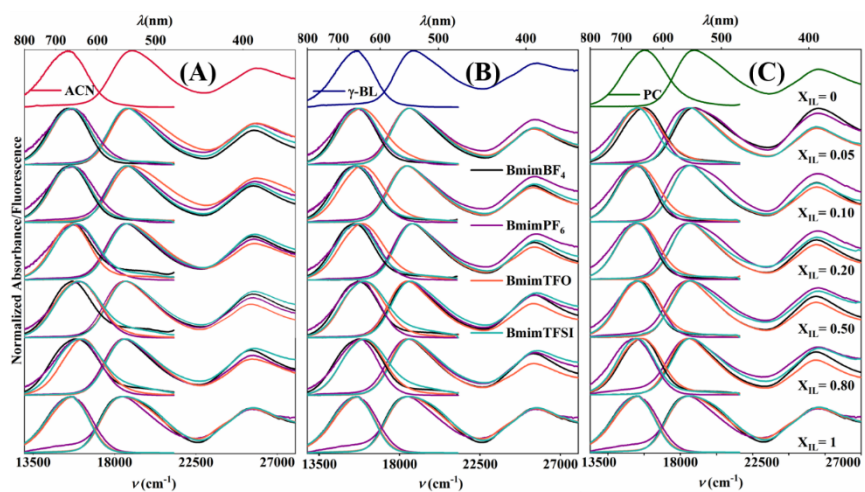 λ(nm) λ(nm) λ(nm)
800 700 600 500 400 800 700 600 500 400 800 700 600 500 400
(A) (B) (C)
ACN γ-BL PC
X_IL= 0
X_IL= 0.05
BmimBF₄
X_IL= 0.10
BmimPF₆
X_IL= 0.20
BmimTFO
X_IL= 0.50
BmimTFSI
X_IL= 0.80
X_IL= 1
Normalized Absorbance/Fluorescence
13500 18000 22500 27000 13500 18000 22500 27000 13500 18000 22500 27000
ν (cm⁻¹) ν (cm⁻¹) ν (cm⁻¹)